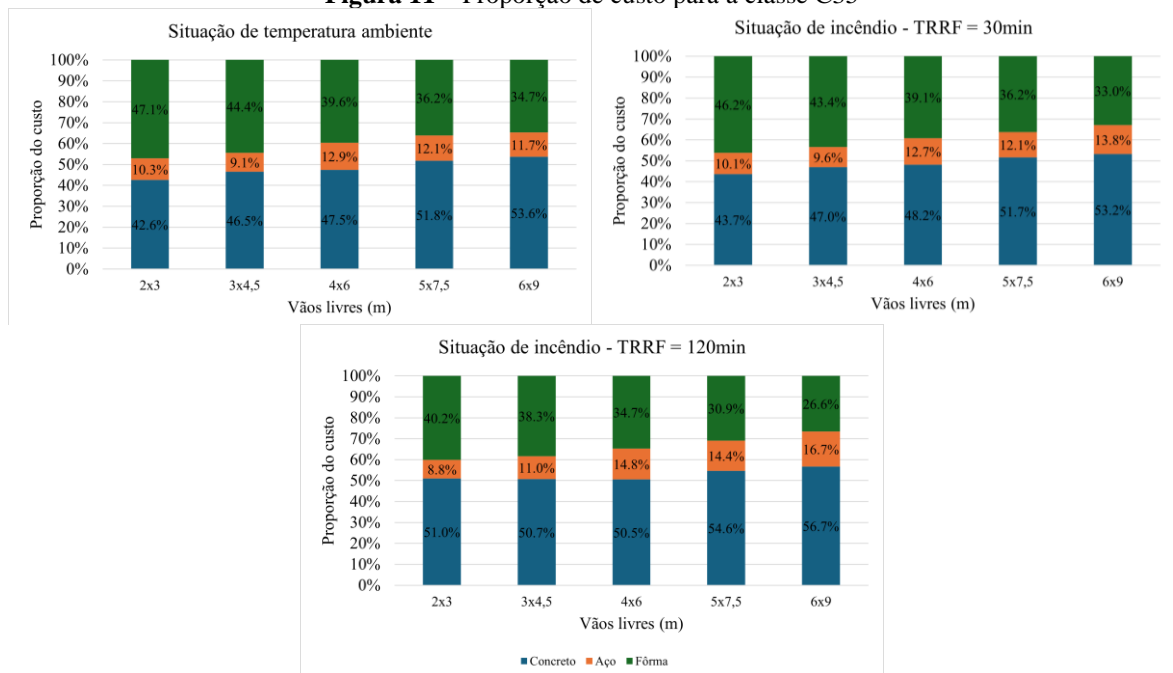 Figura 11 - Proporção de custo para a classe C35
Situação de temperatura ambiente
Proporção do custo
100%
90%
80%
70%
60%
50%
40%
30%
20%
10%
0%
47.1% 44.4% 39.6% 36.2% 34.7%
10.3% 9.1% 12.9% 12.1% 11.7%
42.6% 46.5% 47.5% 51.8% 53.6%
2x3 3x4,5 4x6 5x7,5 6x9
Vãos livres (m)
Situação de incêndio - TRRF = 30min
Proporção do custo
100%
90%
80%
70%
60%
50%
40%
30%
20%
10%
0%
46.2% 43.4% 39.1% 36.2% 33.0%
10.1% 9.6% 12.7% 12.1% 13.8%
43.7% 47.0% 48.2% 51.7% 53.2%
2x3 3x4,5 4x6 5x7,5 6x9
Vãos livres (m)
Situação de incêndio - TRRF = 120min
Proporção do custo
100%
90%
80%
70%
60%
50%
40%
30%
20%
10%
0%
40.2% 38.3% 34.7% 30.9% 26.6%
8.8% 11.0% 14.8% 14.4% 16.7%
51.0% 50.7% 50.5% 54.6% 56.7%
2x3 3x4,5 4x6 5x7,5 6x9
Vãos livres (m)
Concreto Aço Fôrma